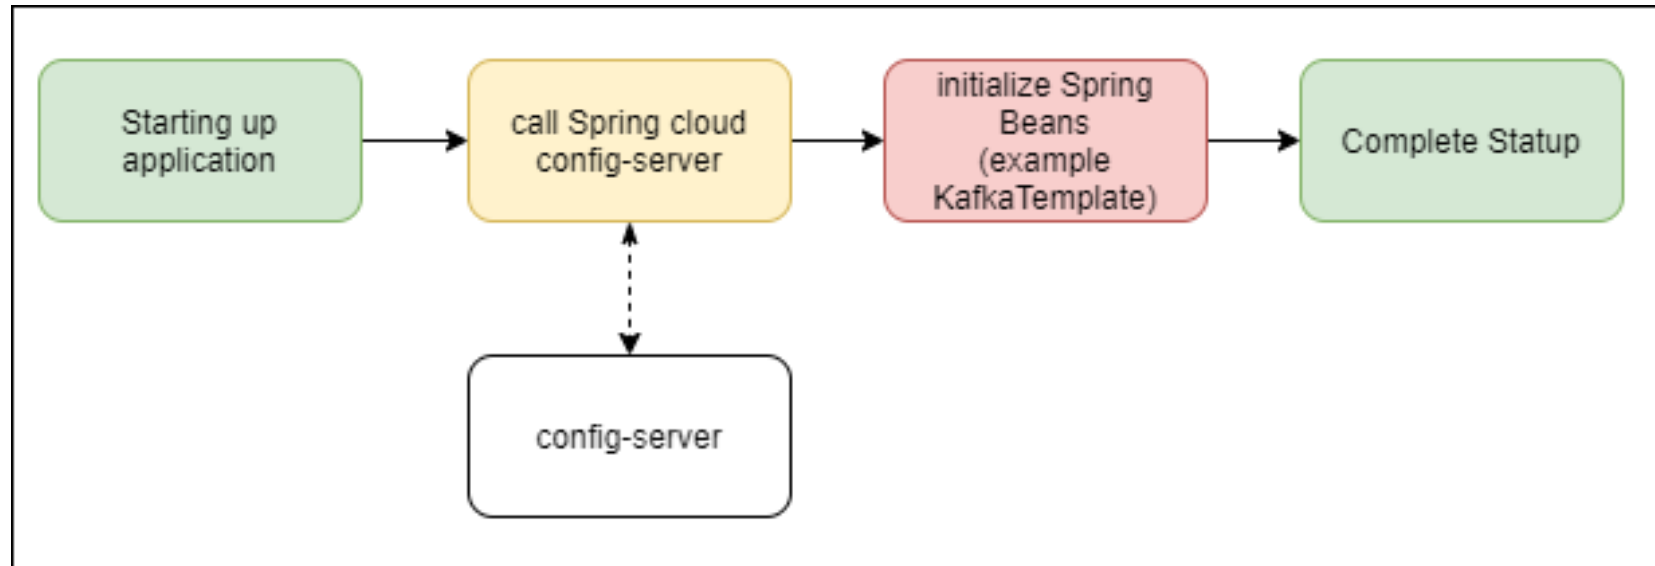 Starting up
application
call Spring cloud
config-server
initialize Spring
Beans
(example
KafkaTemplate)
Complete Statup
config-server